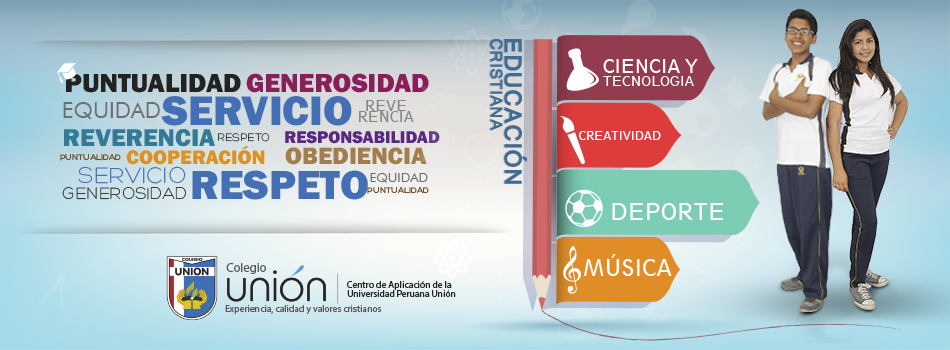 PUNTUALIDAD GENEROSIDAD
EQUIDAD SERVICIO REVE
RENCIA
REVERENCIA RESPETO RESPONSABILIDAD
PUNTUALIDAD COOPERACIÓN OBEDIENCIA
SERVICIO RESPETO EQUIDAD
GENEROSIDAD PUNTUALIDAD
COLEGIO
UNION
Colegio
unión
Experiencia, calidad y valores cristianos
Centro de Aplicación de la
Universidad Peruana Unión
EDUCACIÓN
CRISTIANA
CIENCIA Y
TECNOLOGIA
CREATIVIDAD
DEPORTE
MÚSICA